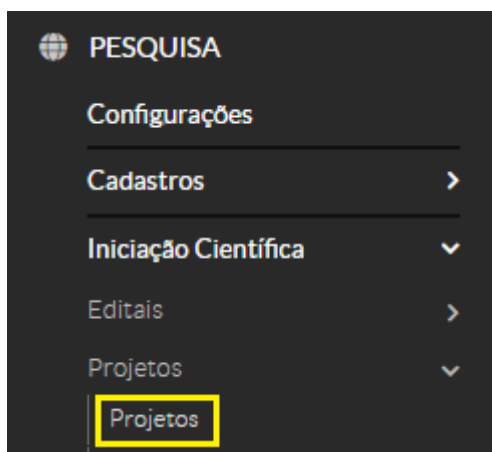 PESQUISA
Configurações
Cadastros
Iniciação Científica
Editais
Projetos
Projetos